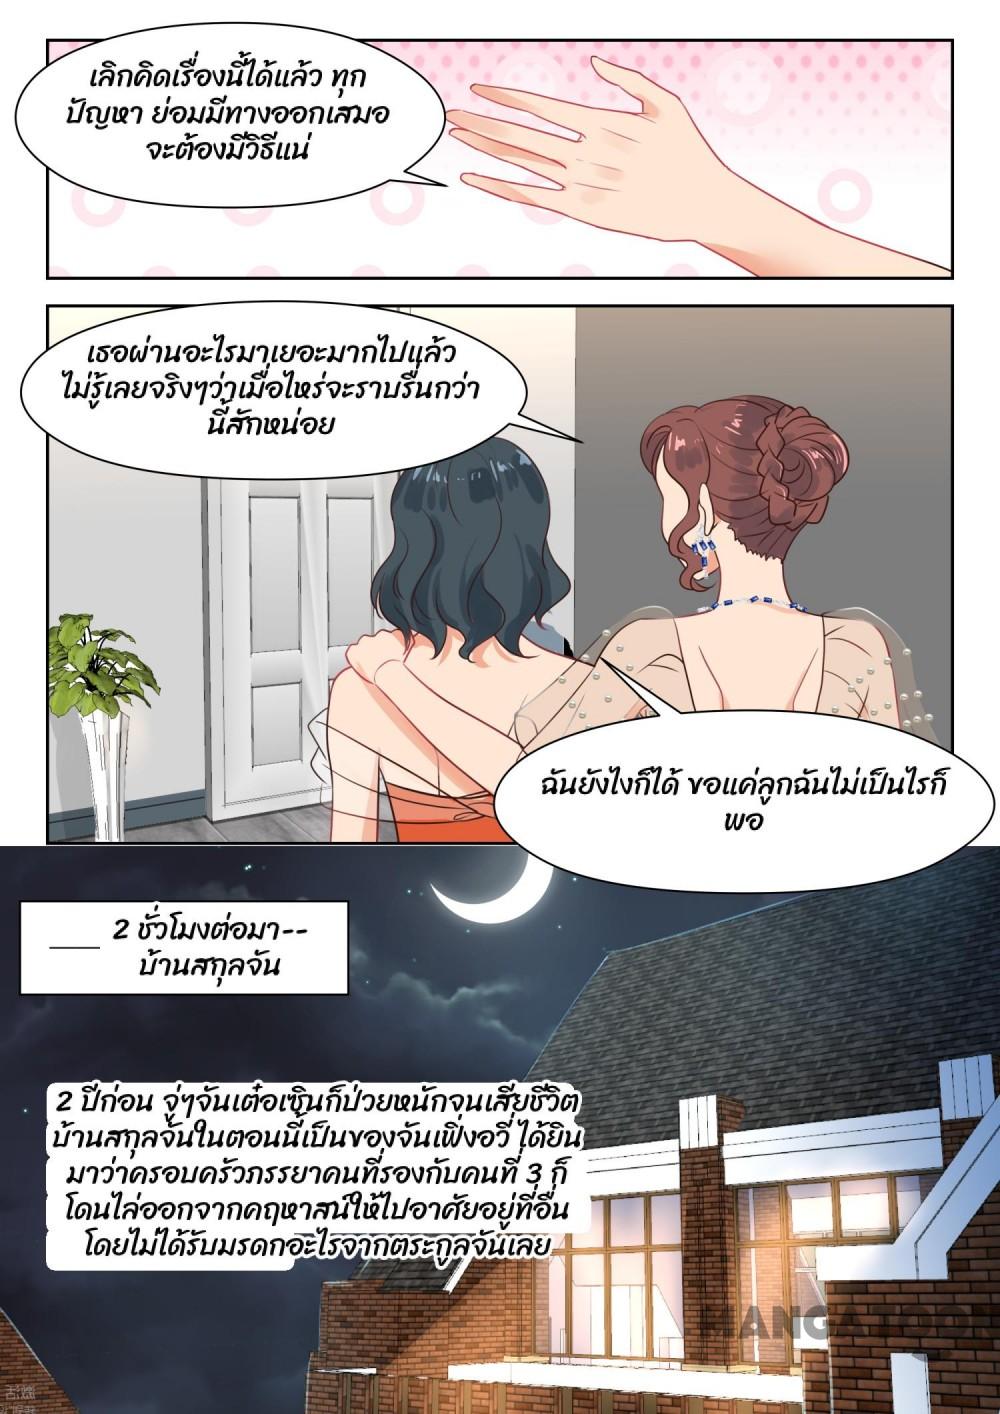 เลิกคิดเรื่องนี้ได้แล้ว ทุก
ปัญหา ย่อมมีทางออกเสมอ
จะต้องมีวิธีแน่
เธอผ่านอะไรมาเยอะมากไปแล้ว
ไม่รู้เลยจริงๆว่าเมื่อไหร่จะราบรื่นกว่า
นี้สักหน่อย
ฉันยังไงก็ได้ ขอแค่ลูกฉันไม่เป็นไรก็
พอ
2 ชั่วโมงต่อมา--
บ้านสกุลจัน
2 ปีก่อน จู่ๆจันเต๋อเซินก็ป่วยหนักจนเสียชีวิต
บ้านสกุลจันในตอนนี้เป็นของจันเฟิ่งอวี่ ได้ยิน
มาว่าครอบครัวภรรยาคนที่รองกับคนที่ 3 ก็
โดนไล่ออกจากคฤหาสน์ให้ไปอาศัยอยู่ที่อื่น
โดยไม่ได้รับมรดกอะไรจากตระกูลจันเลย
MANGATOON